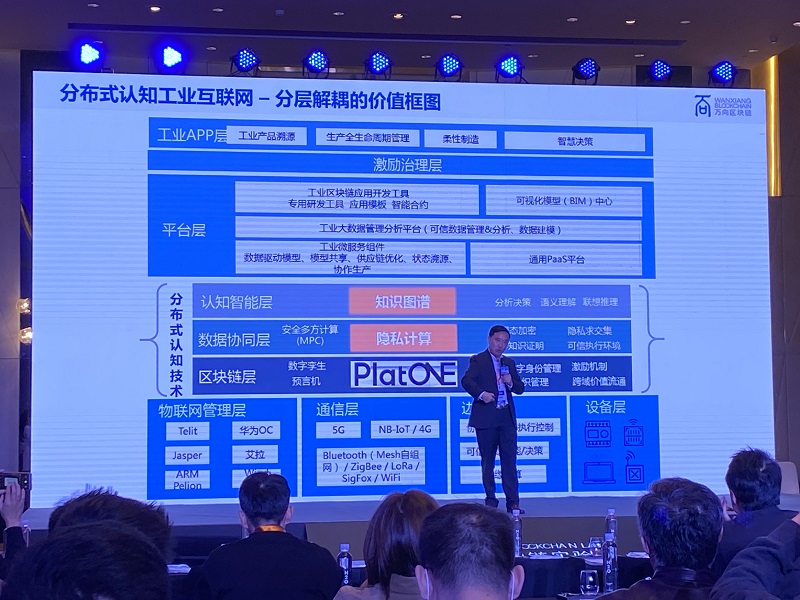 分布式认知工业互联网 – 分层解耦的价值框图
WANXIANG
BLOCKCHAIN
万向区块链
工业APP层
工业产品溯源
生产全生命周期管理
柔性制造
智慧决策
激励治理层
平台层
工业区块链应用开发工具
专用研发工具 应用模板 智能合约
可视化模型（BIM）中心
工业大数据管理分析平台（可信数据管理&分析、数据建模）
工业微服务组件
数据驱动模型、模型共享、供应链优化、状态溯源、
协作生产
通用PaaS平台
分布式认知技术
认知智能层
知识图谱
分析决策 语义理解 联想推理
数据协同层
安全多方计算
(MPC)
隐私计算
态加密
隐私求交集
知识证明
可信执行环境
区块链层
数字孪生
预言机
PlatONE
字身份管理
激励机制
识管理
跨域价值流通
物联网管理层
Telit
华为OC
Jasper
艾拉
ARM
Pelion
通信层
5G
NB-IoT / 4G
Bluetooth（Mesh自组
网）/ ZigBee / LoRa /
SigFox / WiFi
执行控制
/决策
设备层